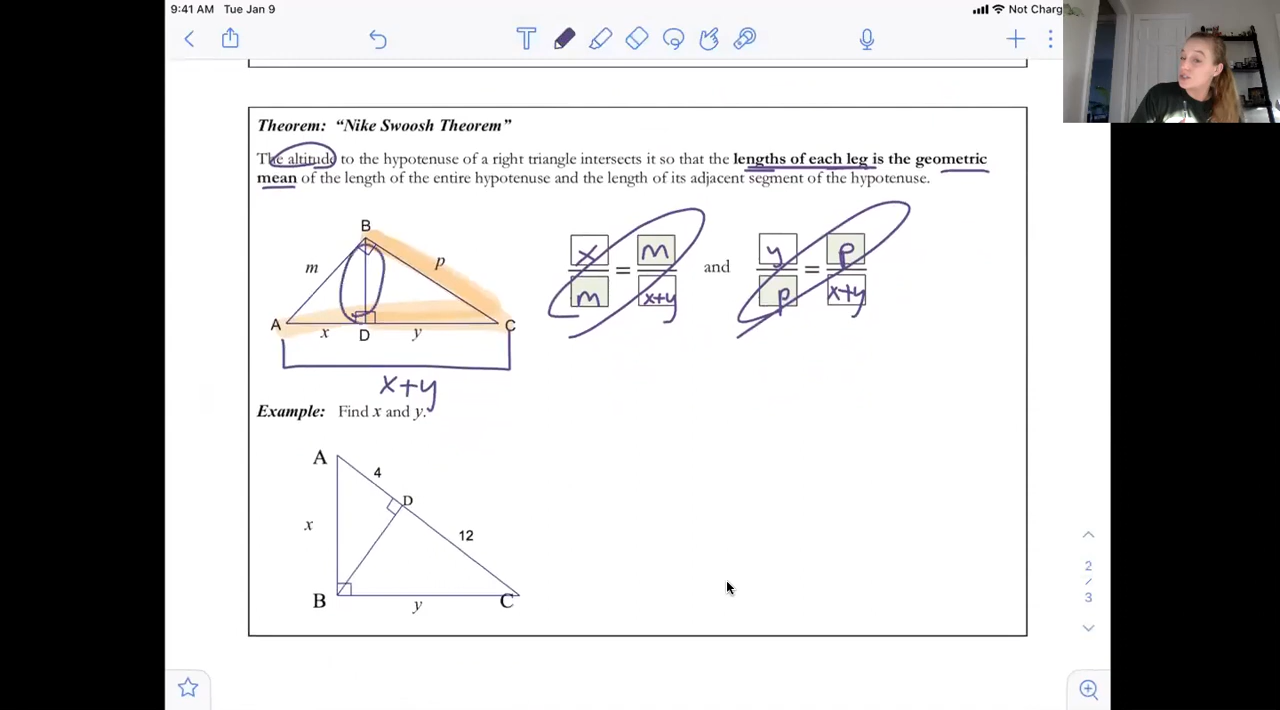 9:41 AM Tue Jan 9
Not Charg
Theorem: “Nike Swoosh Theorem”
The altitude to the hypotenuse of a right triangle intersects it so that the lengths of each leg is the geometric
mean of the length of the entire hypotenuse and the length of its adjacent segment of the hypotenuse.
B
m
p
A
x
D
y
C
x+y
x/m = m/x+y and y/p = p/x+y
Example: Find x and y.
A
4
D
x
12
B
y
C
2
/
3